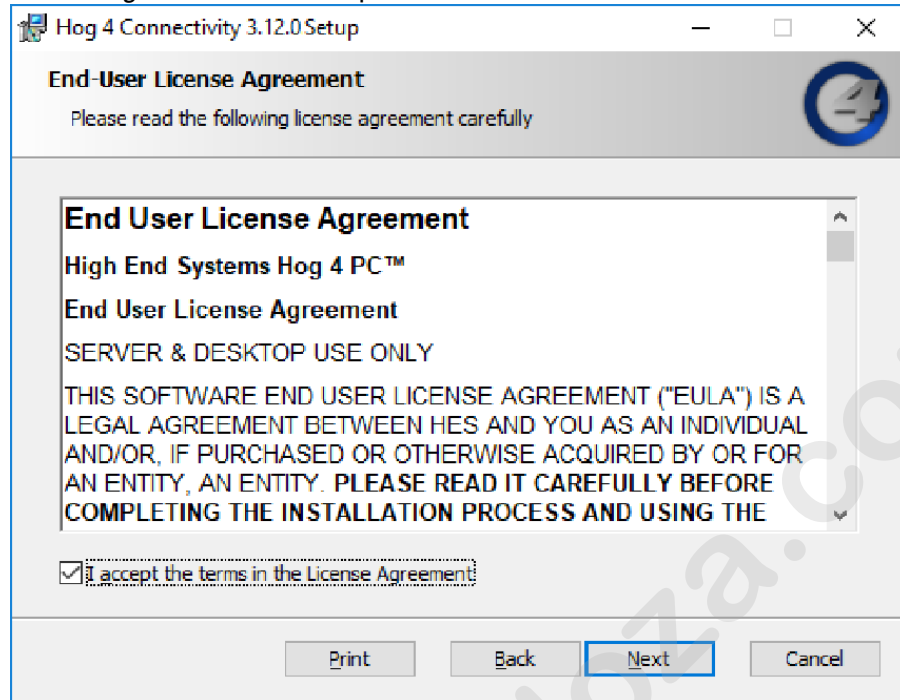 Hog 4 Connectivity 3.12.0 Setup
End-User License Agreement
Please read the following license agreement carefully
4
End User License Agreement
High End Systems Hog 4 PC™
End User License Agreement
SERVER & DESKTOP USE ONLY
THIS SOFTWARE END USER LICENSE AGREEMENT ("EULA") IS A
LEGAL AGREEMENT BETWEEN HES AND YOU AS AN INDIVIDUAL
AND/OR, IF PURCHASED OR OTHERWISE ACQUIRED BY OR FOR
AN ENTITY, AN ENTITY. PLEASE READ IT CAREFULLY BEFORE
COMPLETING THE INSTALLATION PROCESS AND USING THE
I accept the terms in the License Agreement
Print Back Next Cancel